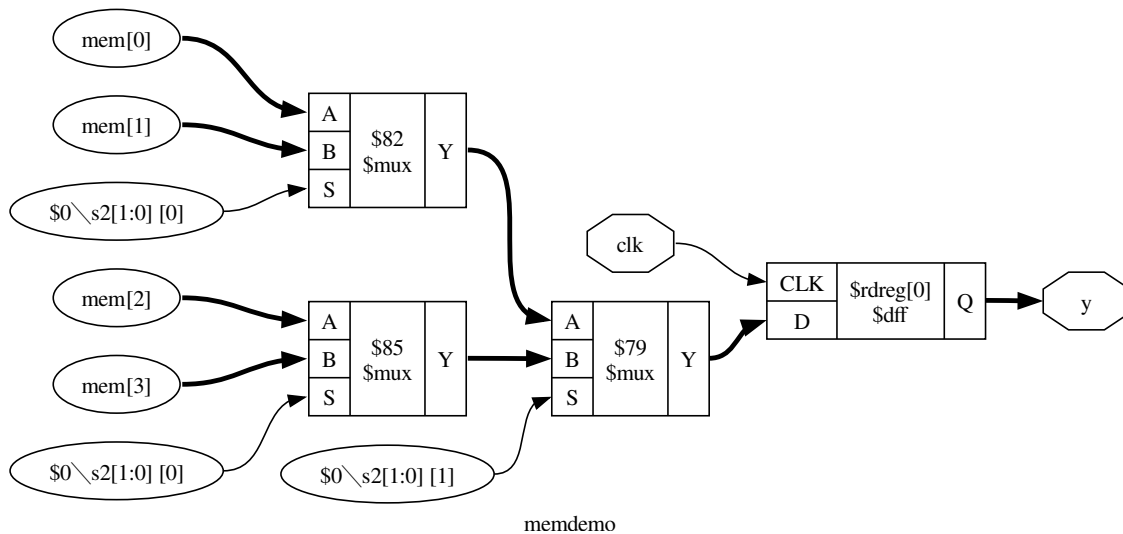 mem[0]
mem[1]
$0\s2[1:0] [0]
A
B
S
$82
$mux
Y
mem[2]
mem[3]
$0\s2[1:0] [0]
A
B
S
$85
$mux
Y
$0\s2[1:0] [1]
A
B
S
$79
$mux
Y
clk
CLK
D
$rdreg[0]
$dff
Q
y
memdemo